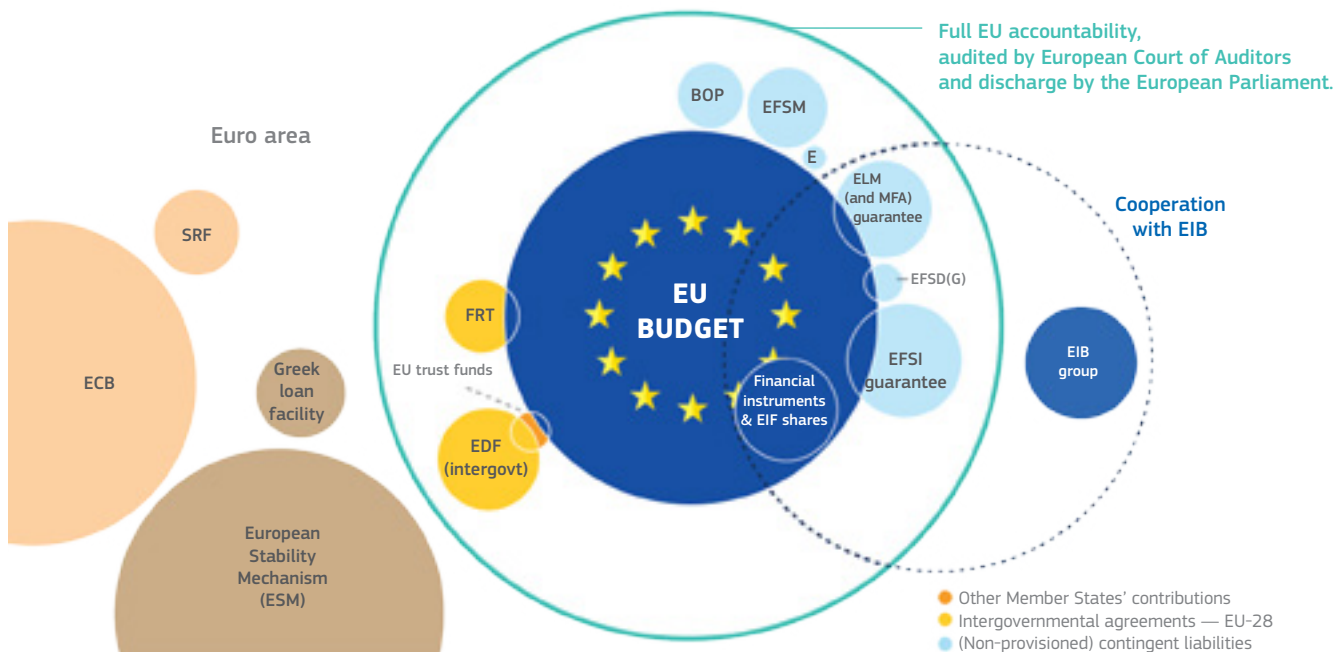 Full EU accountability,
audited by European Court of Auditors
and discharge by the European Parliament.
BOP
EFSM
Euro area
E
ELM
(and MFA)
guarantee
Cooperation
with EIB
SRF
EFSD(G)
EU
BUDGET
FRT
EU trust funds
EFSI
guarantee
EIB
group
ECB
Greek
loan
facility
Financial
instruments
& EIF shares
EDF
(intergovt)
European
Stability
Mechanism
(ESM)
Other Member States’ contributions
Intergovernmental agreements — EU-28
(Non-provisioned) contingent liabilities